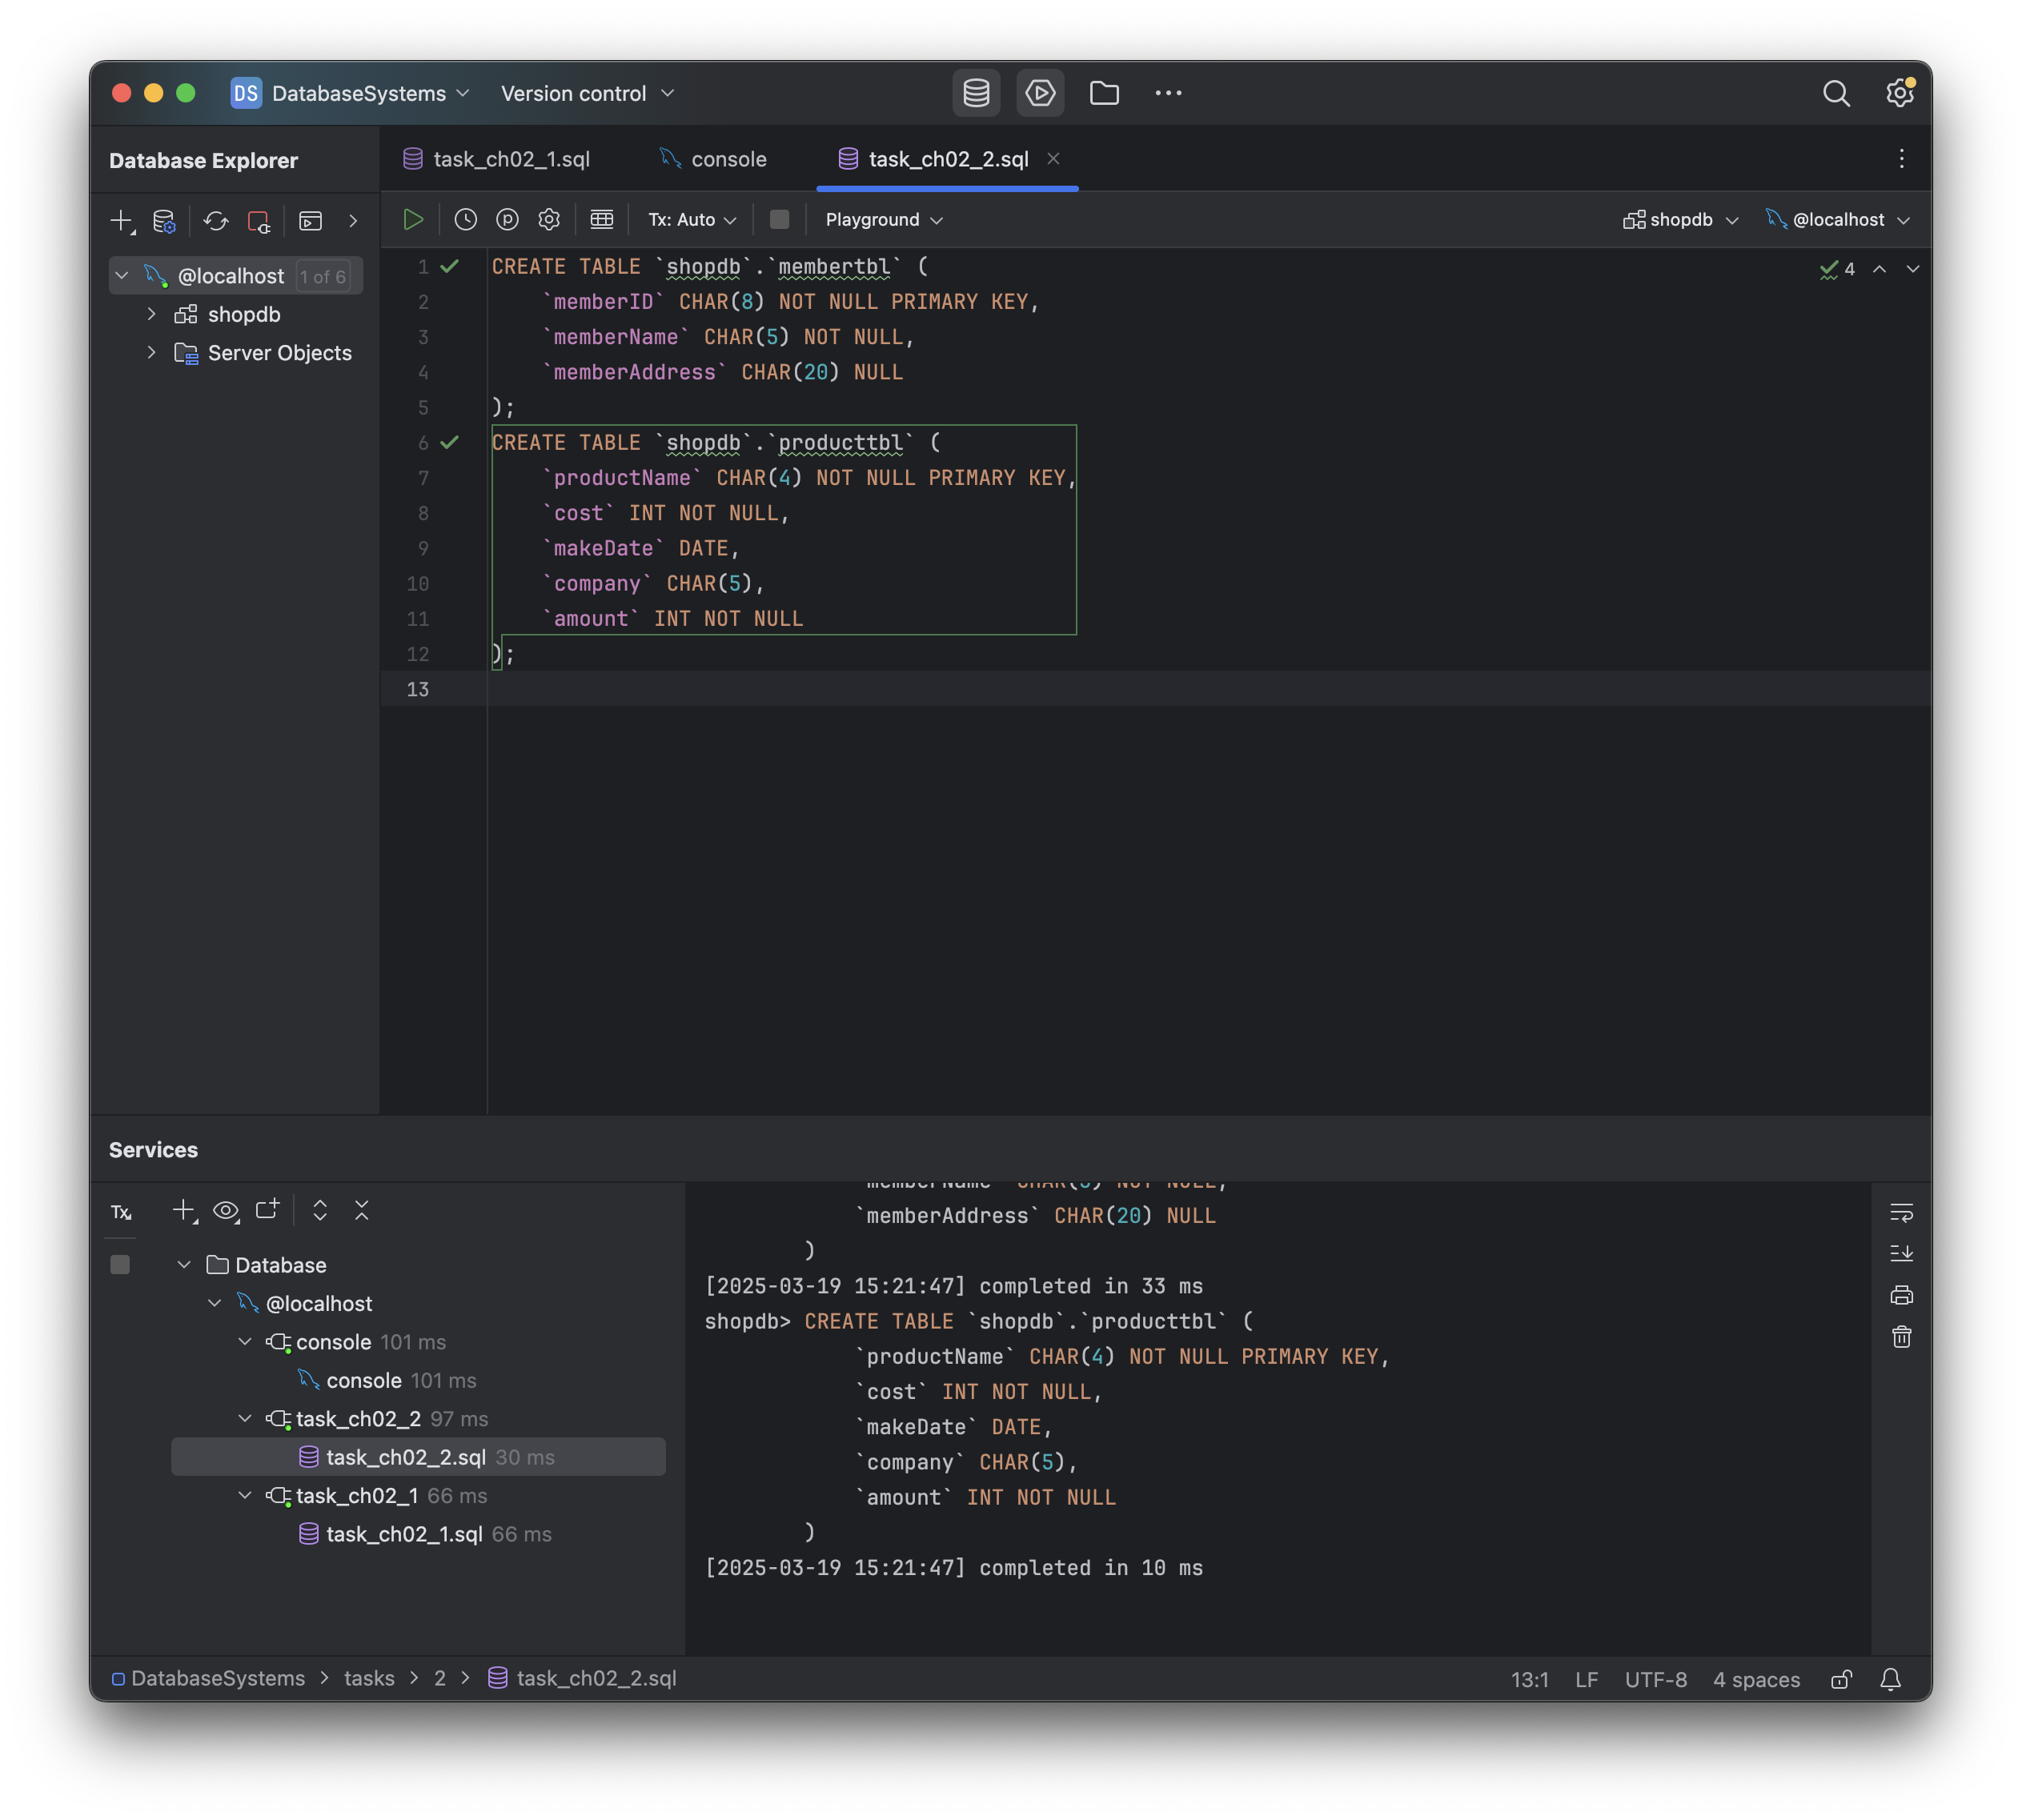 DS DatabaseSystems Version control
Database Explorer
task_ch02_1.sql console task_ch02_2.sql
Tx: Auto Playground shopdb @localhost
@localhost 1 of 6
shopdb
Server Objects
4
1 CREATE TABLE `shopdb`.`membertbl` (
2 `memberID` CHAR(8) NOT NULL PRIMARY KEY,
3 `memberName` CHAR(5) NOT NULL,
4 `memberAddress` CHAR(20) NULL
5 );
6 CREATE TABLE `shopdb`.`producttbl` (
7 `productName` CHAR(4) NOT NULL PRIMARY KEY,
8 `cost` INT NOT NULL,
9 `makeDate` DATE,
10 `company` CHAR(5),
11 `amount` INT NOT NULL
12 );
13
Services
Tx
Database
@localhost
console 101 ms
console 101 ms
task_ch02_2 97 ms
task_ch02_2.sql 30 ms
task_ch02_1 66 ms
task_ch02_1.sql 66 ms
`memberName` CHAR(5) NOT NULL,
`memberAddress` CHAR(20) NULL
)
[2025-03-19 15:21:47] completed in 33 ms
shopdb> CREATE TABLE `shopdb`.`producttbl` (
`productName` CHAR(4) NOT NULL PRIMARY KEY,
`cost` INT NOT NULL,
`makeDate` DATE,
`company` CHAR(5),
`amount` INT NOT NULL
)
[2025-03-19 15:21:47] completed in 10 ms
DatabaseSystems > tasks > 2 > task_ch02_2.sql
13:1 LF UTF-8 4 spaces